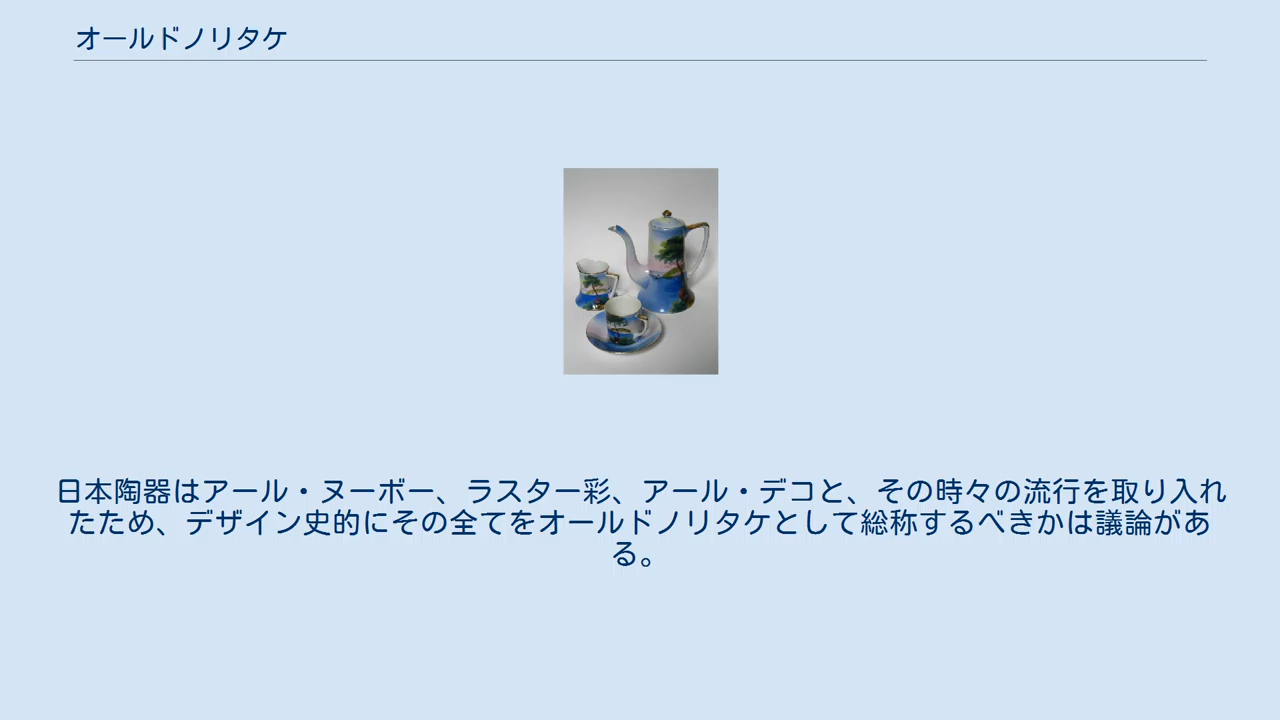 オールドノリタケ
日本陶器はアール・ヌーボー、ラスター彩、アール・デコと、その時々の流行を取り入れ
たため、デザイン史的にその全てをオールドノリタケとして総称するべきかは議論があ
る。